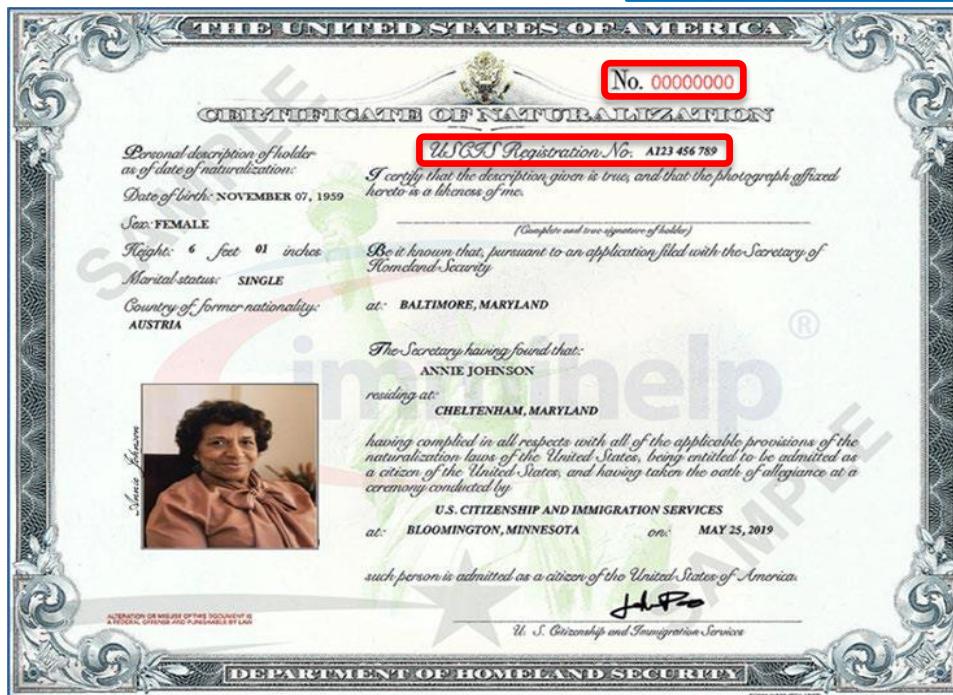 THE UNITED STATES OF AMERICA
No. 00000000
CERTIFICATE OF NATURALIZATION
Personal description of holder
as of date of naturalization:
Date of birth: NOVEMBER 07, 1959
Sex: FEMALE
Height: 6 feet 01 inches
Marital status: SINGLE
Country of former nationality:
AUSTRIA
USCIS Registration No. A123 456 789
I certify that the description given is true, and that the photograph affixed
hereto is a likeness of me.
(Complete and true signature of holder)
Be it known that, pursuant to an application filed with the Secretary of
Homeland Security
at: BALTIMORE, MARYLAND
The Secretary having found that:
ANNIE JOHNSON
residing at:
CHELTENHAM, MARYLAND
having complied in all respects with all of the applicable provisions of the
naturalization laws of the United States, being entitled to be admitted as
a citizen of the United States, and having taken the oath of allegiance at a
ceremony conducted by
U.S. CITIZENSHIP AND IMMIGRATION SERVICES
at: BLOOMINGTON, MINNESOTA on: MAY 25, 2019
such person is admitted as a citizen of the United States of America.
U. S. Citizenship and Immigration Services
Annie Johnson
ALTERATION OR MISUSE OF THIS DOCUMENT IS
A FEDERAL OFFENSE AND PUNISHABLE BY LAW
DEPARTMENT OF HOMELAND SECURITY
SAMPLE
immihelp ®
SAMPLE